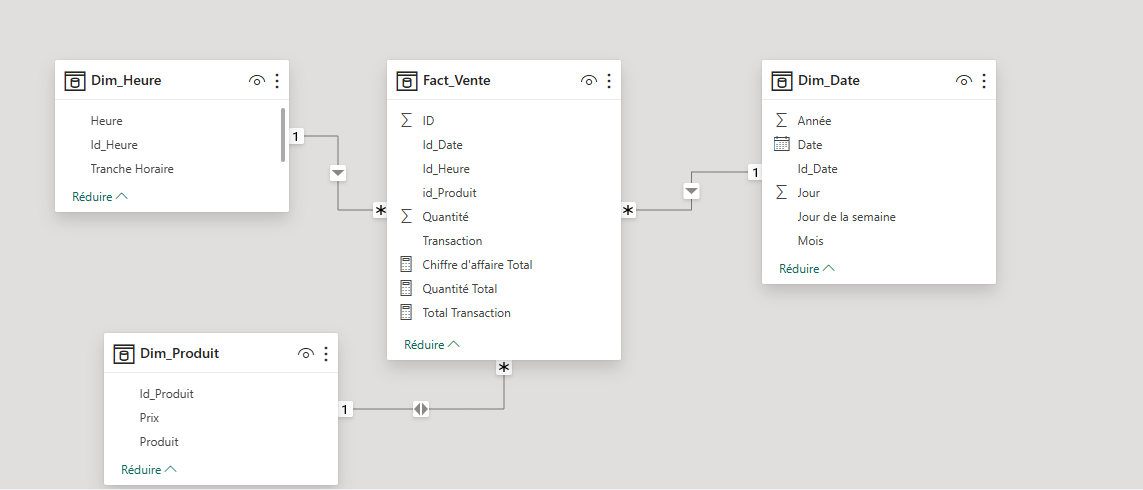 Dim_Heure
Heure
Id_Heure
Tranche Horaire
Réduire
1
*
Fact_Vente
ID
Id_Date
Id_Heure
id_Produit
Quantité
Transaction
Chiffre d'affaire Total
Quantité Total
Total Transaction
Réduire
*
1
Dim_Date
Année
Date
Id_Date
Jour
Jour de la semaine
Mois
Réduire
*
Dim_Produit
Id_Produit
Prix
Produit
Réduire
1